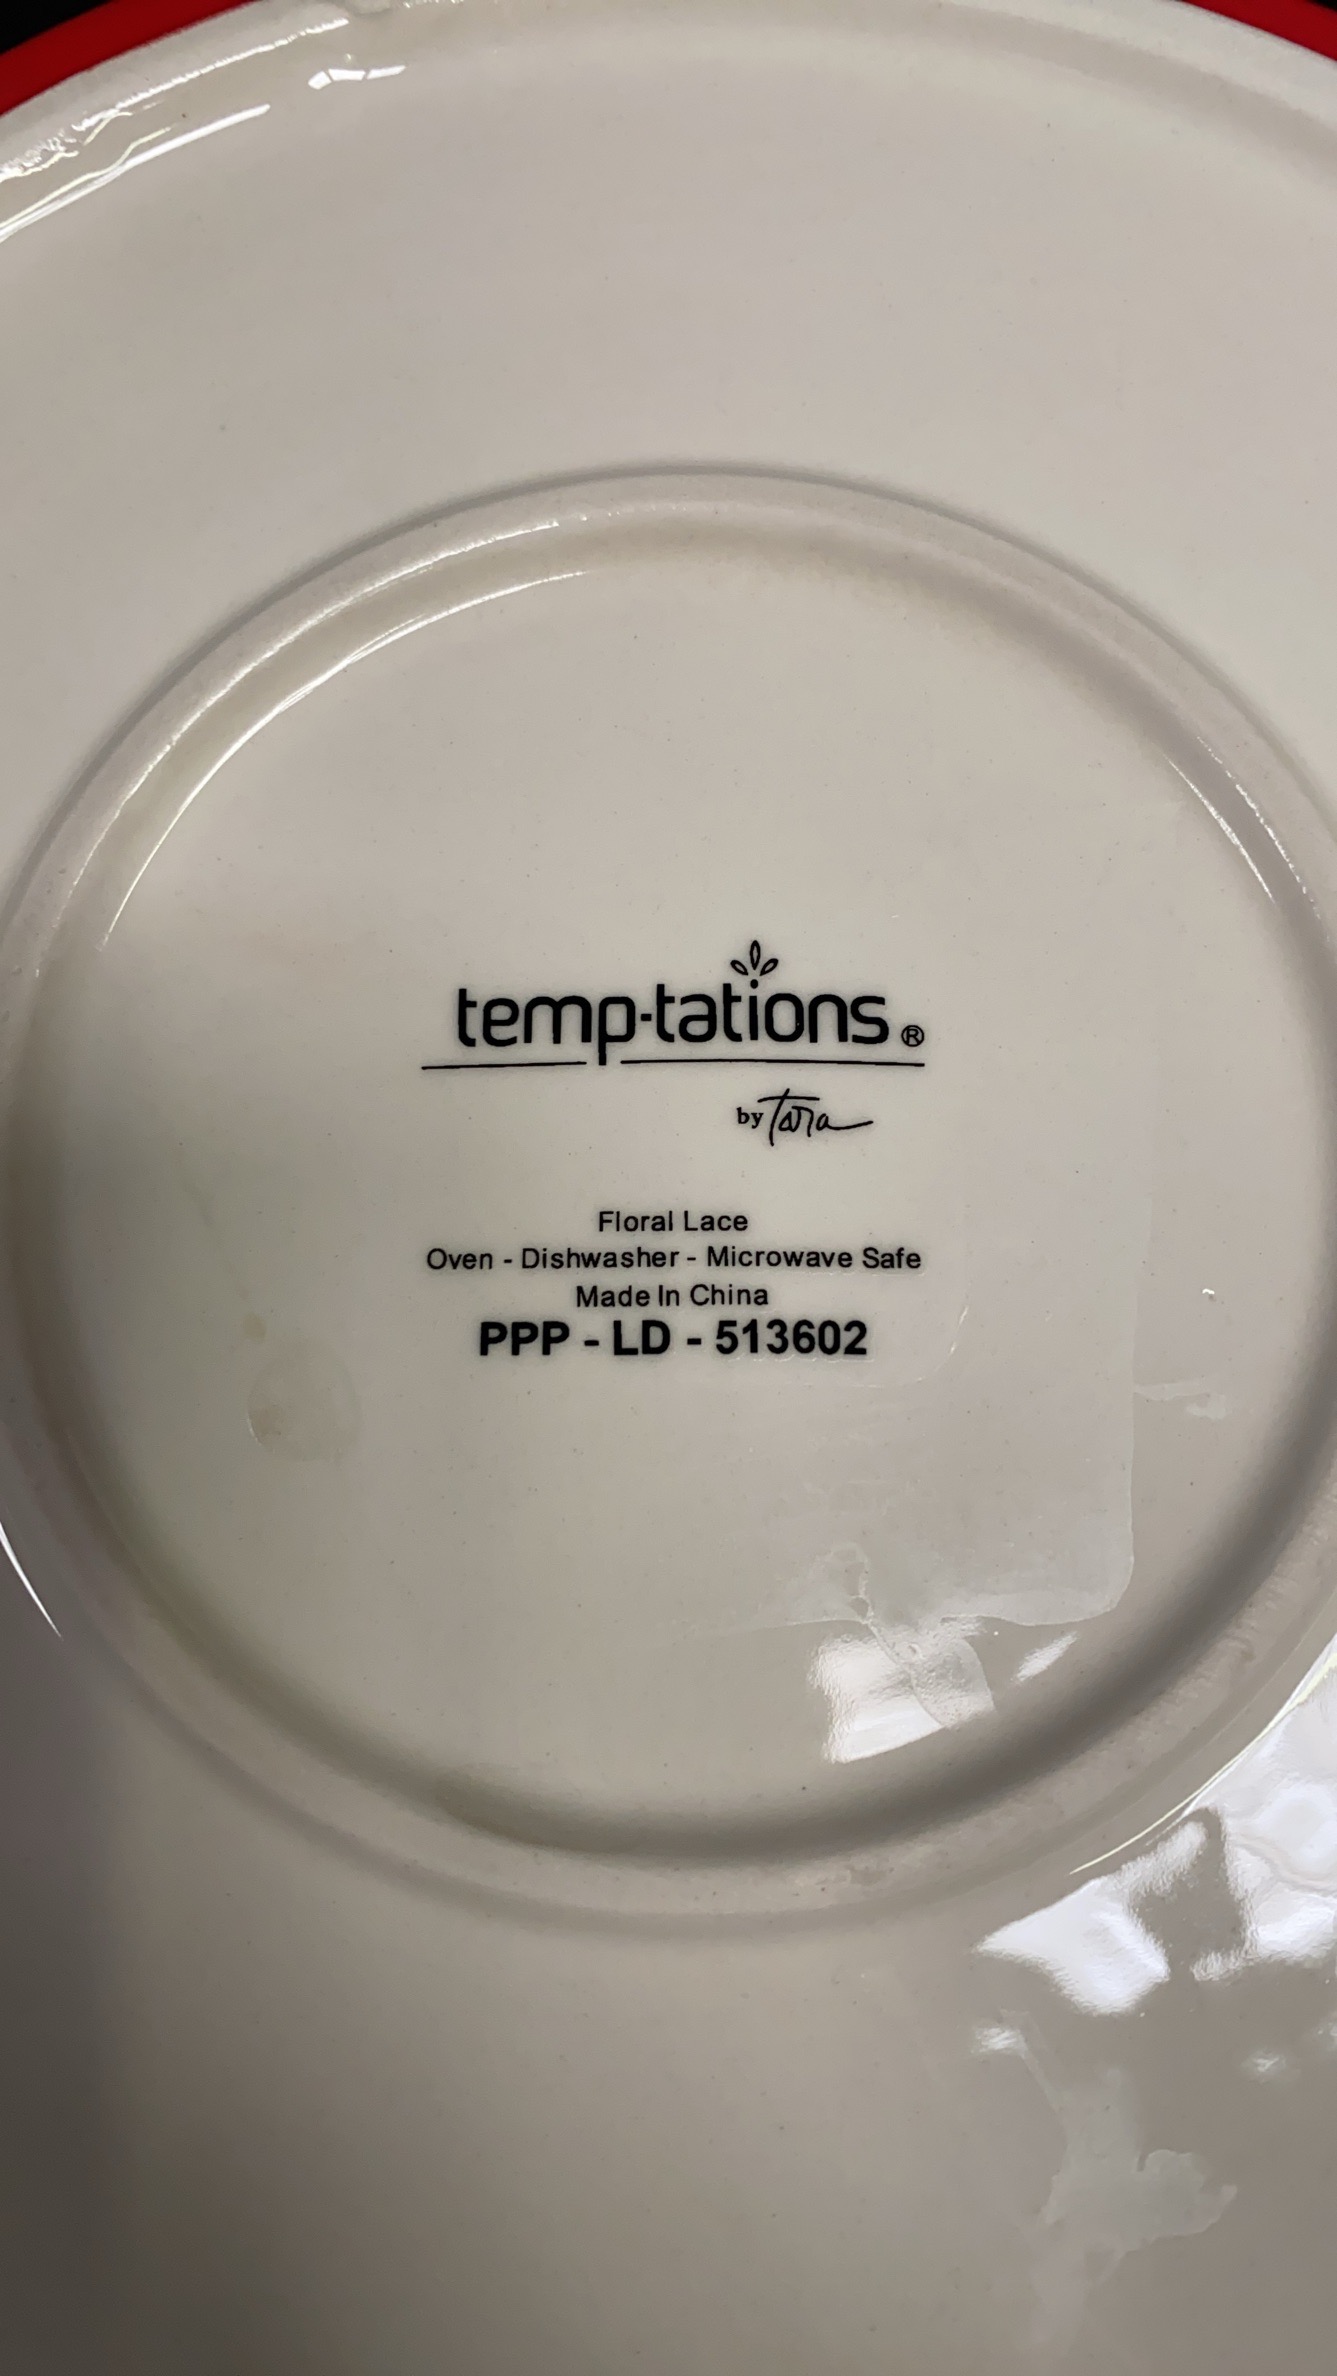 temp-tations®
by Tara
Floral Lace
Oven - Dishwasher - Microwave Safe
Made In China
PPP - LD - 513602